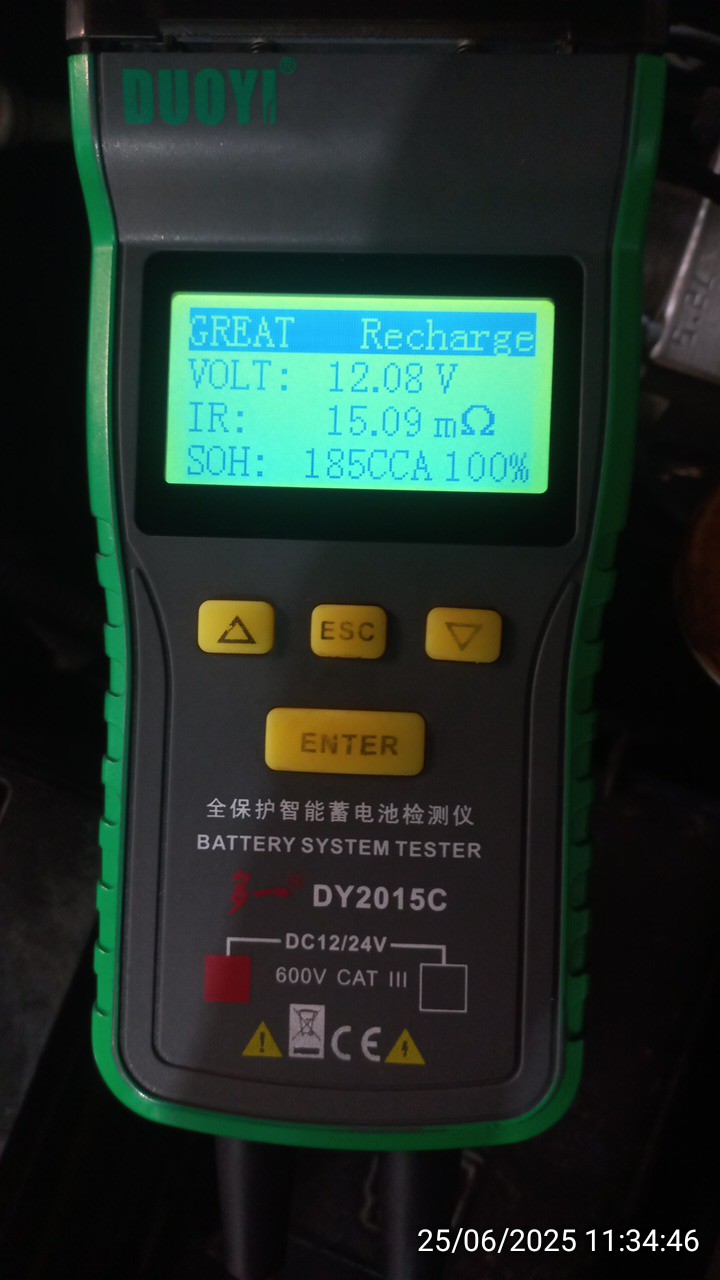 DUOYI®
GREAT Recharge
VOLT: 12.08 V
IR: 15.09 mΩ
SOH: 185CCA 100%
ESC
ENTER
全保护智能蓄电池检测仪
BATTERY SYSTEM TESTER
多一® DY2015C
DC12/24V
600V CAT III
CE
25/06/2025 11:34:46